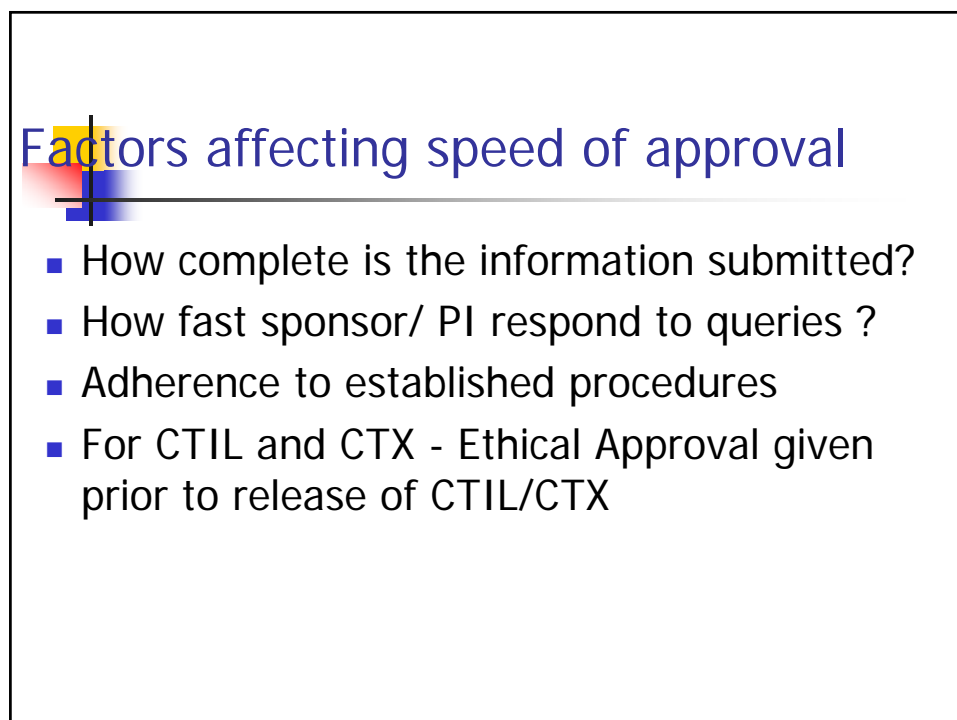 Factors affecting speed of approval
How complete is the information submitted?
How fast sponsor/ PI respond to queries ?
Adherence to established procedures
For CTIL and CTX - Ethical Approval given
prior to release of CTIL/CTX